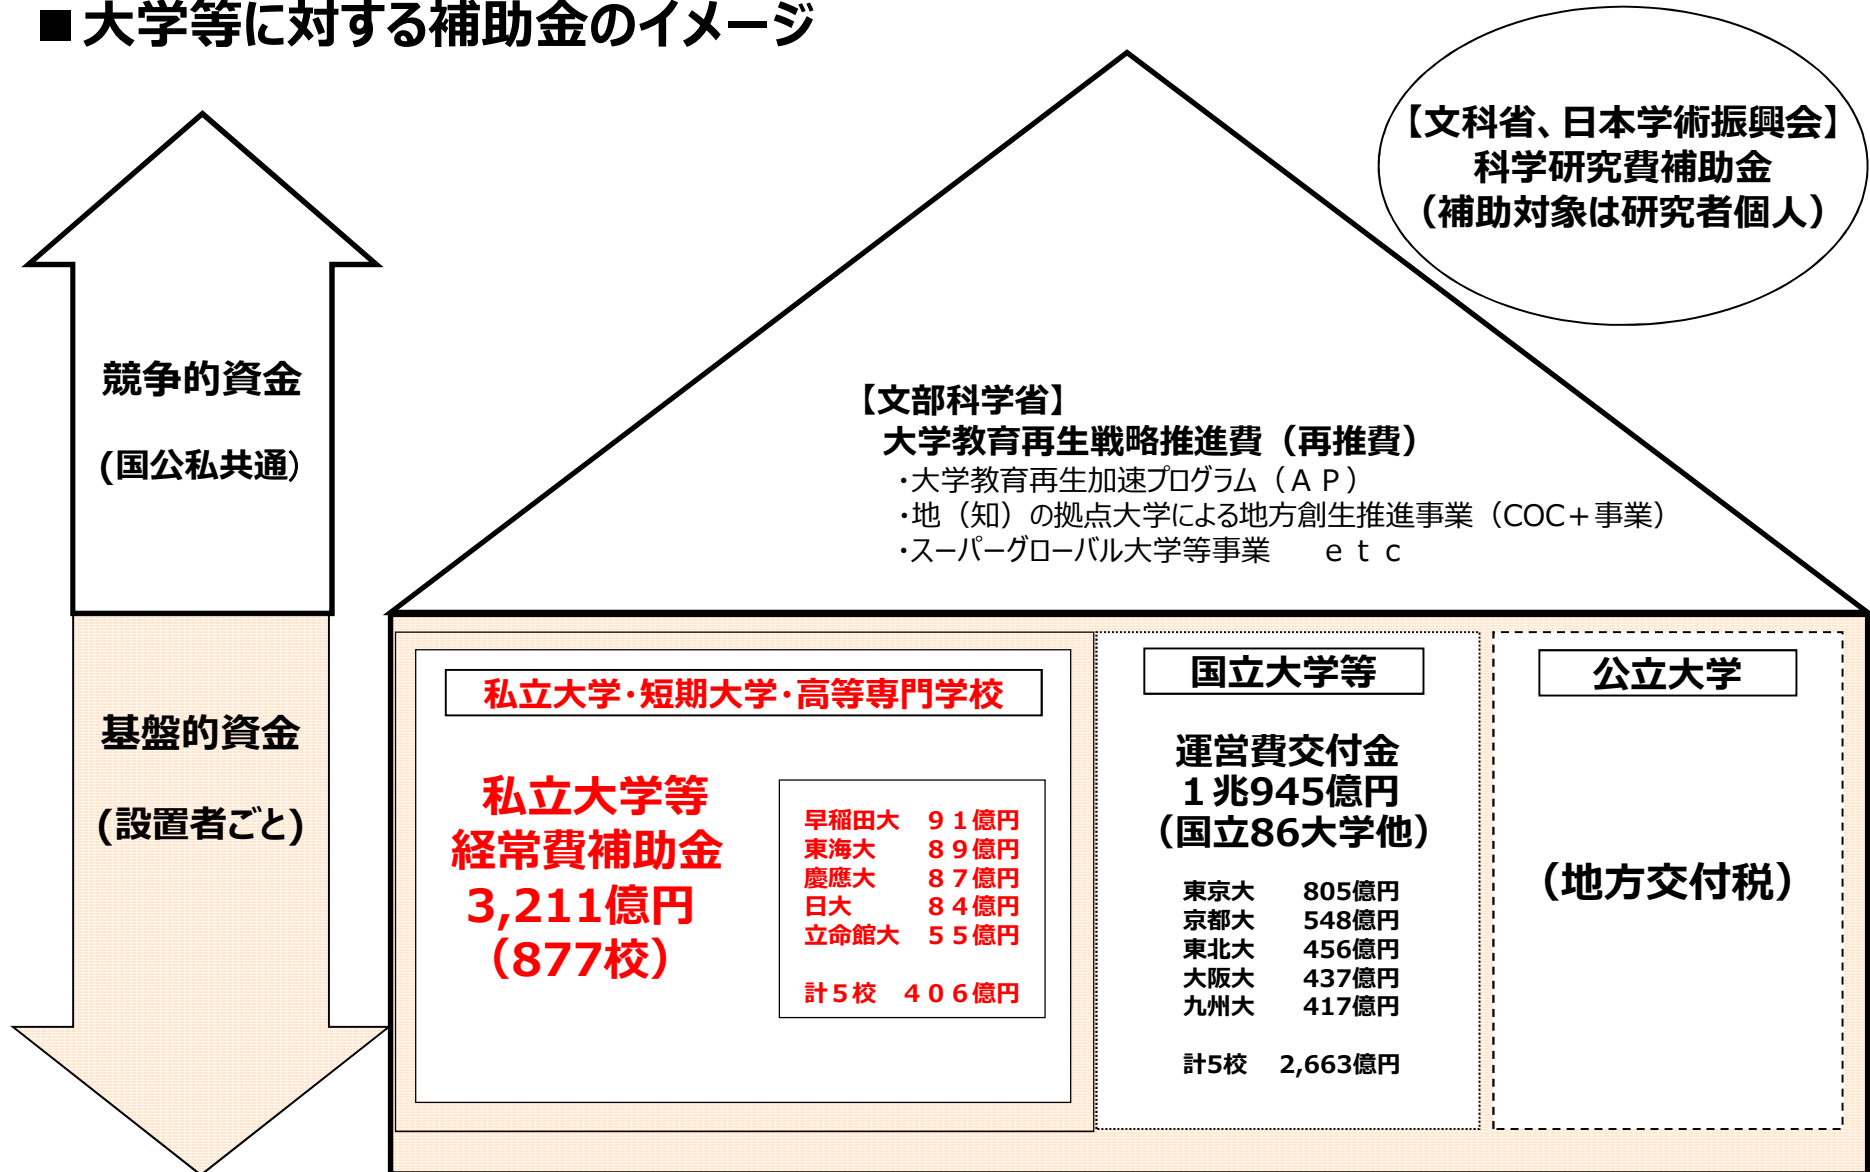 ■大学等に対する補助金のイメージ
【文科省、日本学術振興会】
科学研究費補助金
（補助対象は研究者個人）
競争的資金
(国公私共通)
【文部科学省】
大学教育再生戦略推進費（再推費）
・大学教育再生加速プログラム（ＡＰ）
・地（知）の拠点大学による地方創生推進事業（COC＋事業）
・スーパーグローバル大学等事業　　ｅｔｃ
基盤的資金
(設置者ごと)
私立大学・短期大学・高等専門学校
私立大学等
経常費補助金
3,211億円
（877校）
早稲田大　９１億円
東海大　　８９億円
慶應大　　８７億円
日大　　　８４億円
立命館大　５５億円
計５校　４０６億円
国立大学等
運営費交付金
１兆945億円
（国立86大学他）
東京大　　805億円
京都大　　548億円
東北大　　456億円
大阪大　　437億円
九州大　　417億円
計5校　2,663億円
公立大学
（地方交付税）